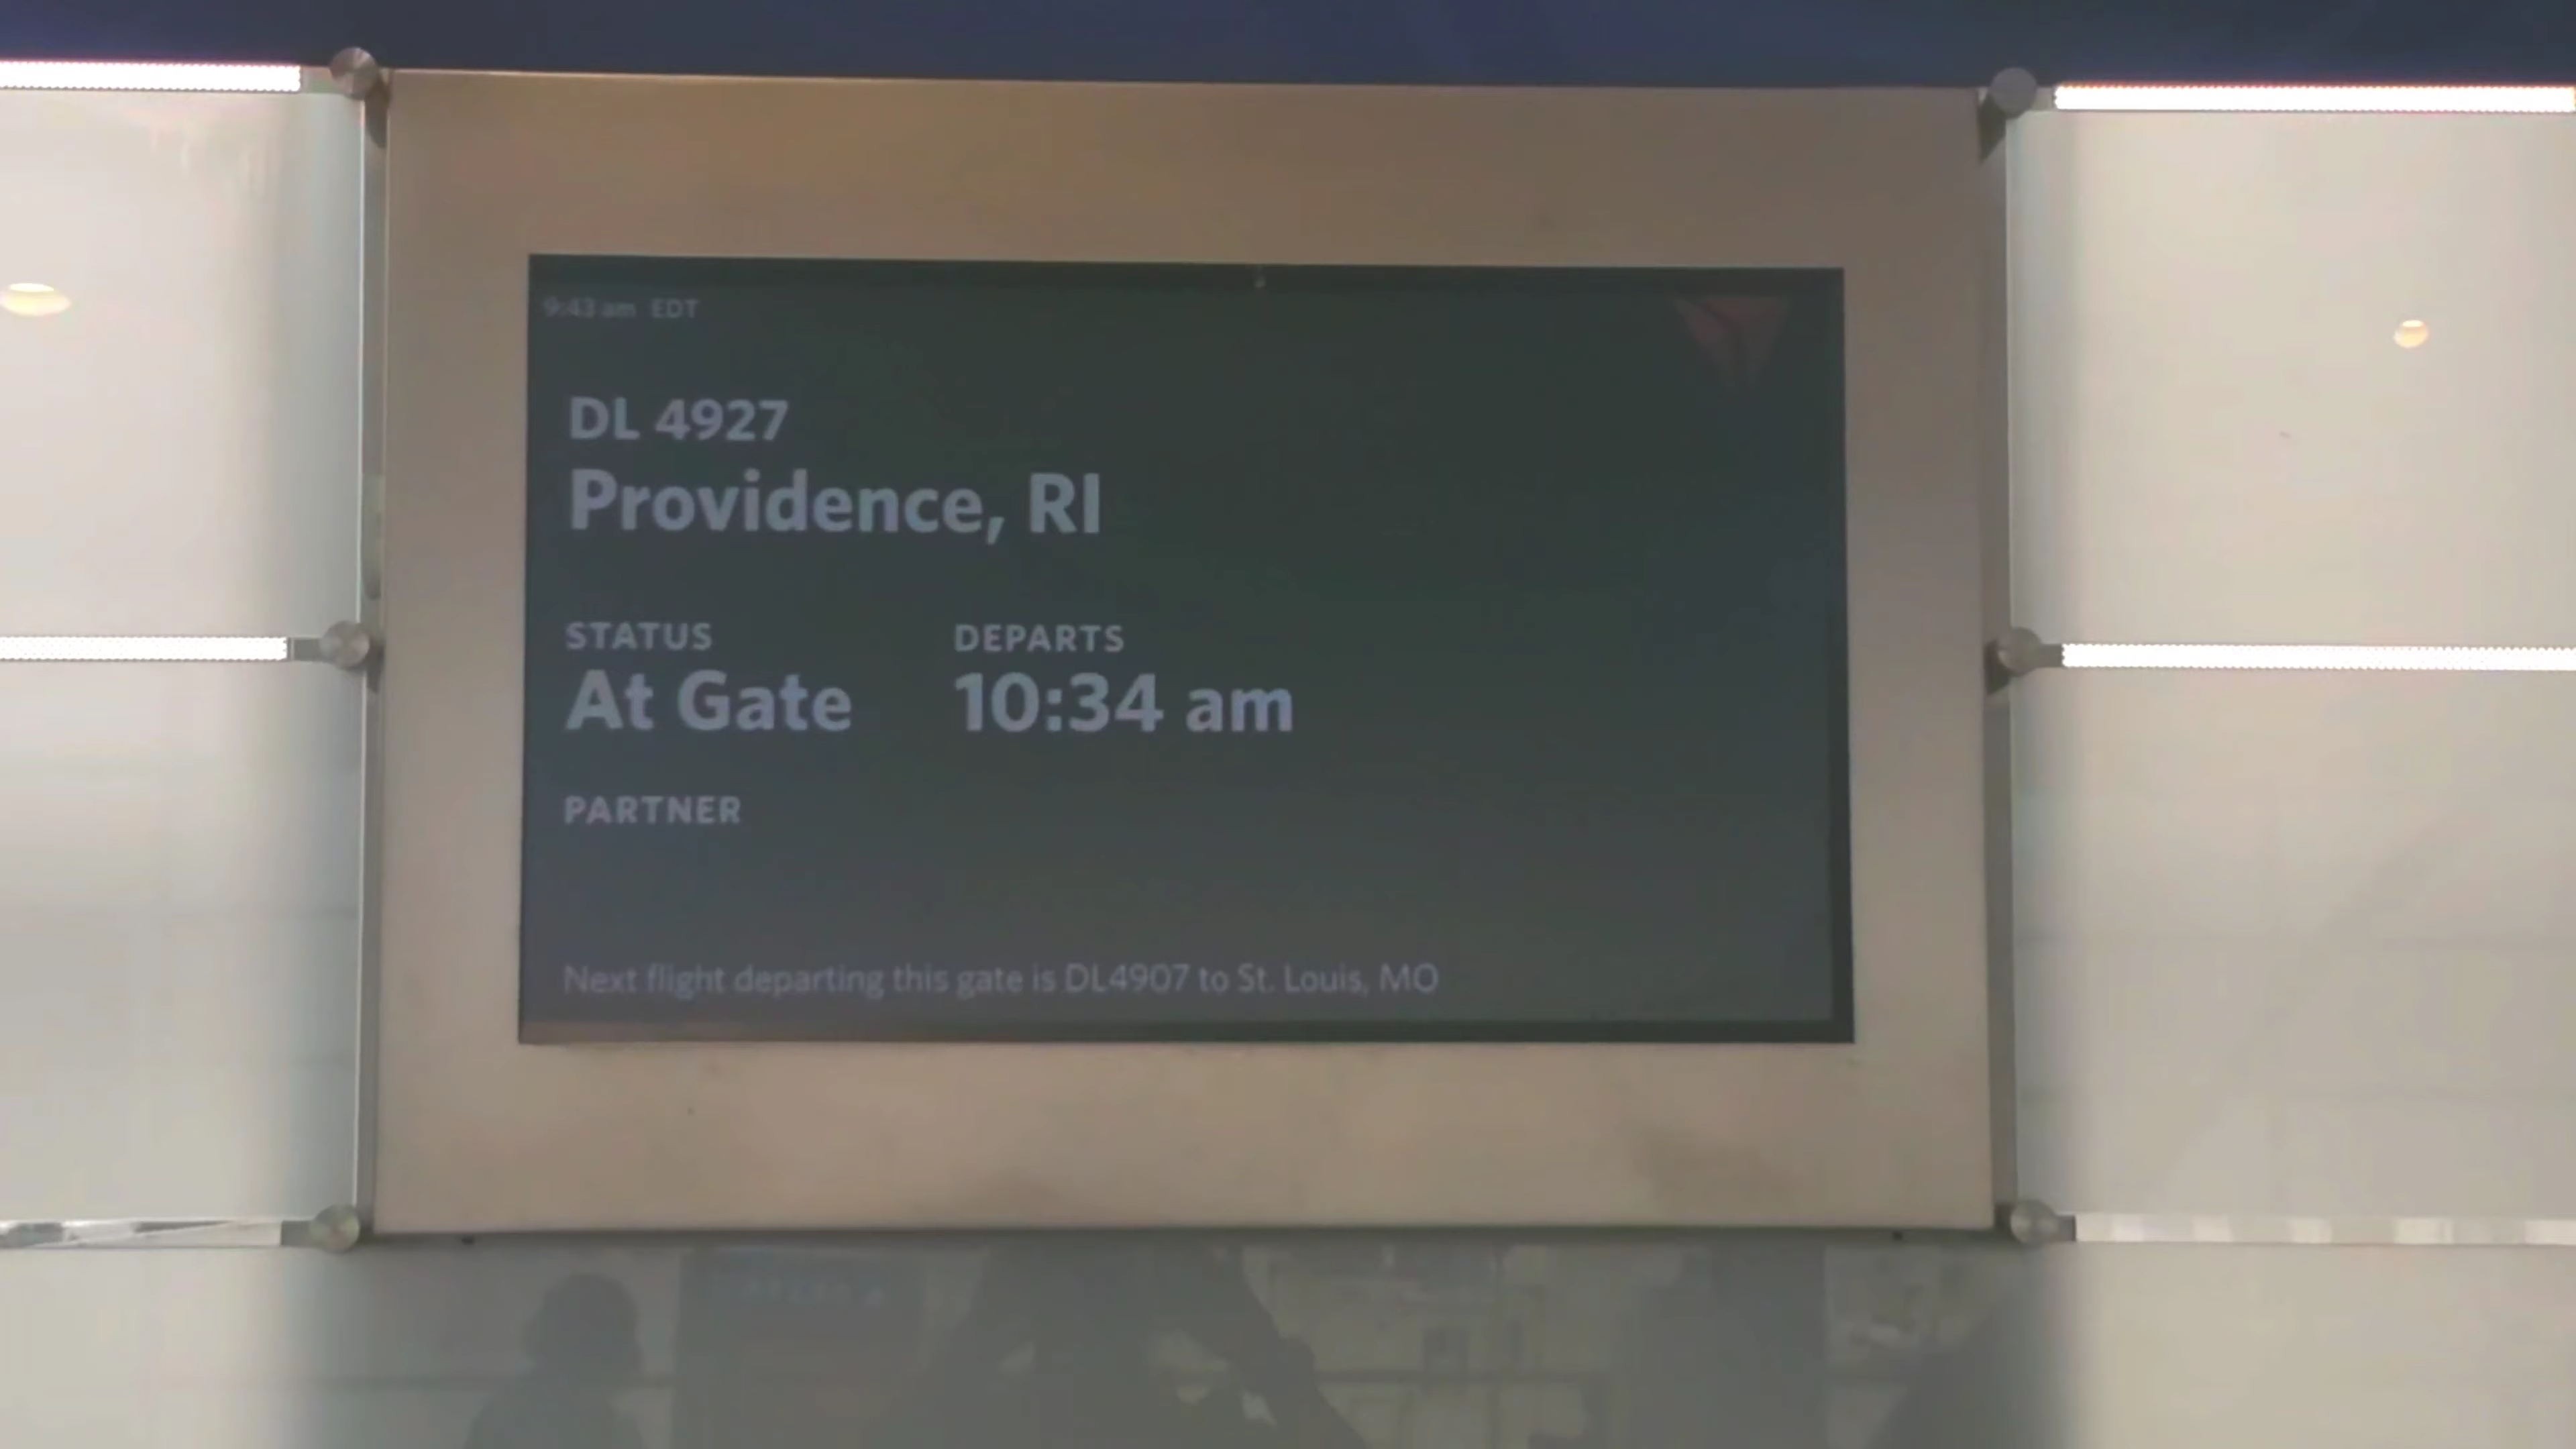 9:43 am EDT
DL 4927
Providence, RI
STATUS DEPARTS
At Gate 10:34 am
PARTNER
Next flight departing this gate is DL4907 to St. Louis, MO